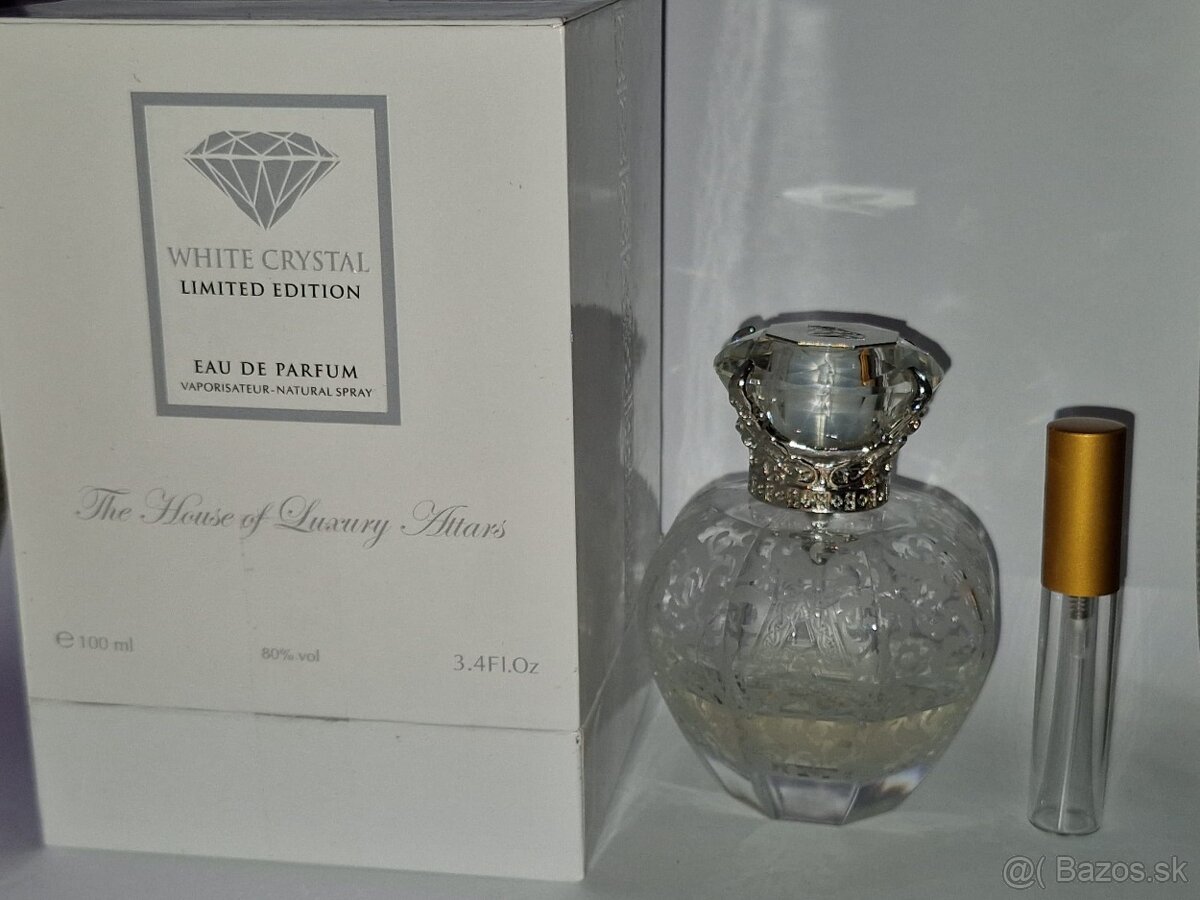 WHITE CRYSTAL
LIMITED EDITION
EAU DE PARFUM
VAPORISATEUR-NATURAL SPRAY
The House of Luxury Attars
℮ 100 ml
80% vol
3.4Fl.Oz
@( Bazos.sk